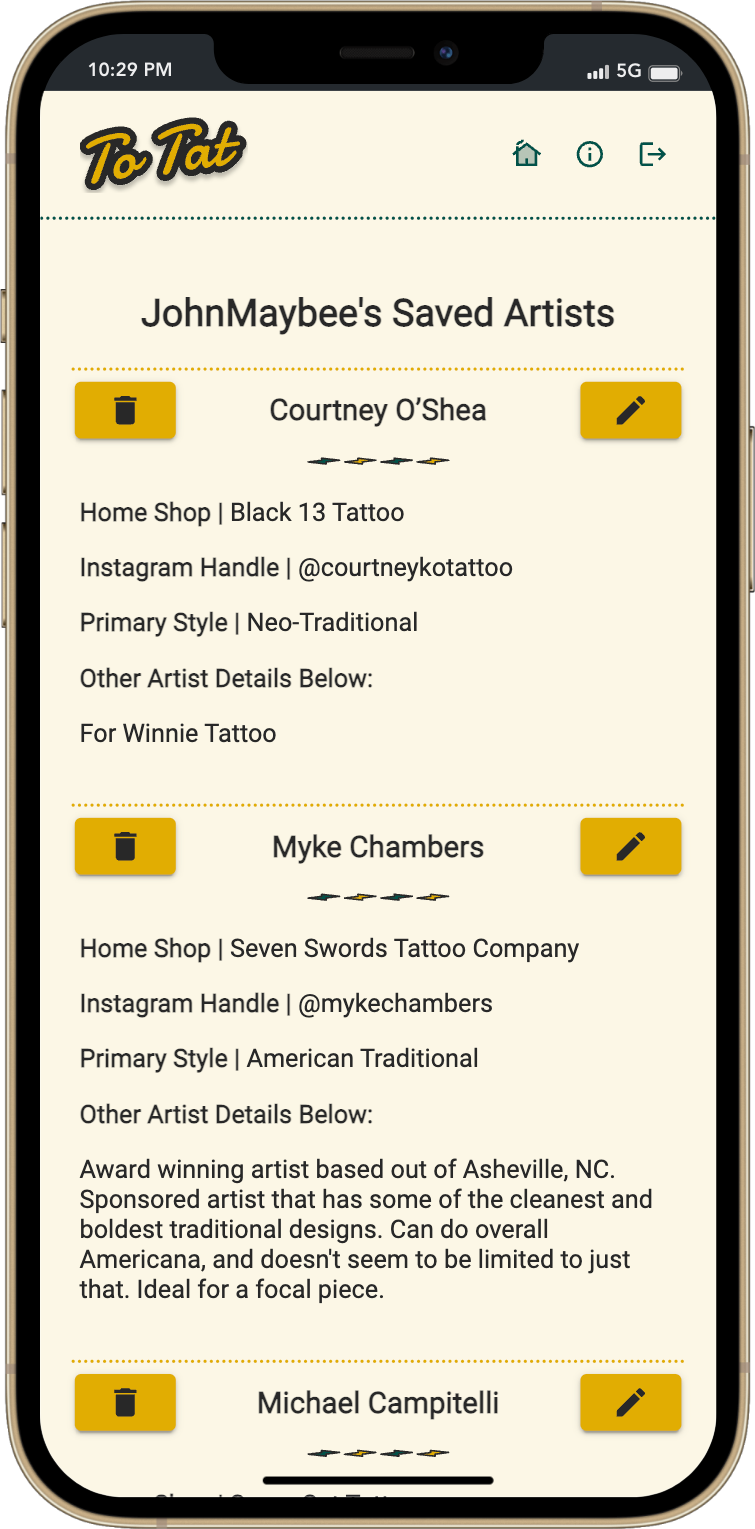 10:29 PM
5G
To Tat
JohnMaybee's Saved Artists
Courtney O’Shea
Home Shop | Black 13 Tattoo
Instagram Handle | @courtneykotattoo
Primary Style | Neo-Traditional
Other Artist Details Below:
For Winnie Tattoo
Myke Chambers
Home Shop | Seven Swords Tattoo Company
Instagram Handle | @mykechambers
Primary Style | American Traditional
Other Artist Details Below:
Award winning artist based out of Asheville, NC.
Sponsored artist that has some of the cleanest and
boldest traditional designs. Can do overall
Americana, and doesn't seem to be limited to just
that. Ideal for a focal piece.
Michael Campitelli